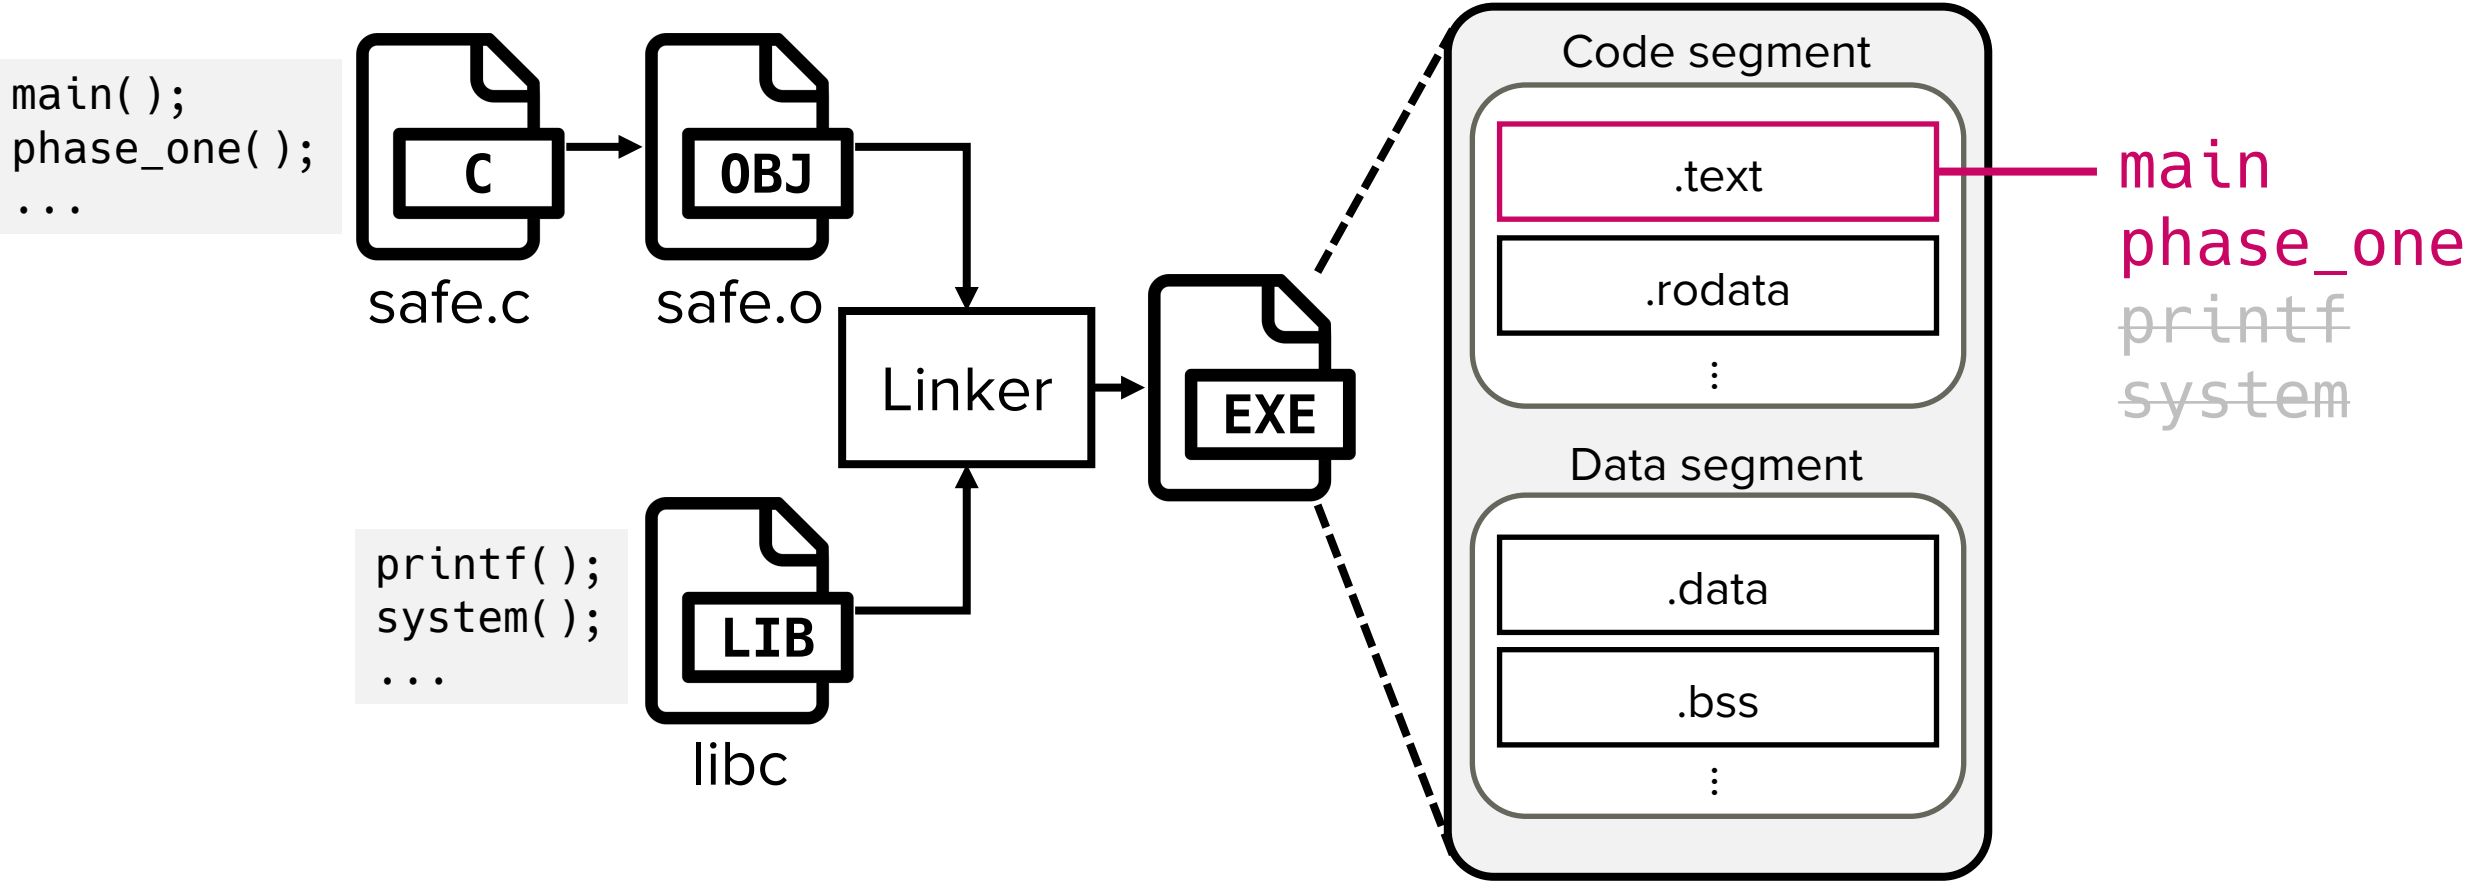 main();
phase_one();
...
C
safe.c
OBJ
safe.o
Linker
printf();
system();
...
LIB
libc
EXE
Code segment
.text
.rodata
...
Data segment
.data
.bss
...
main
phase_one
printf
system